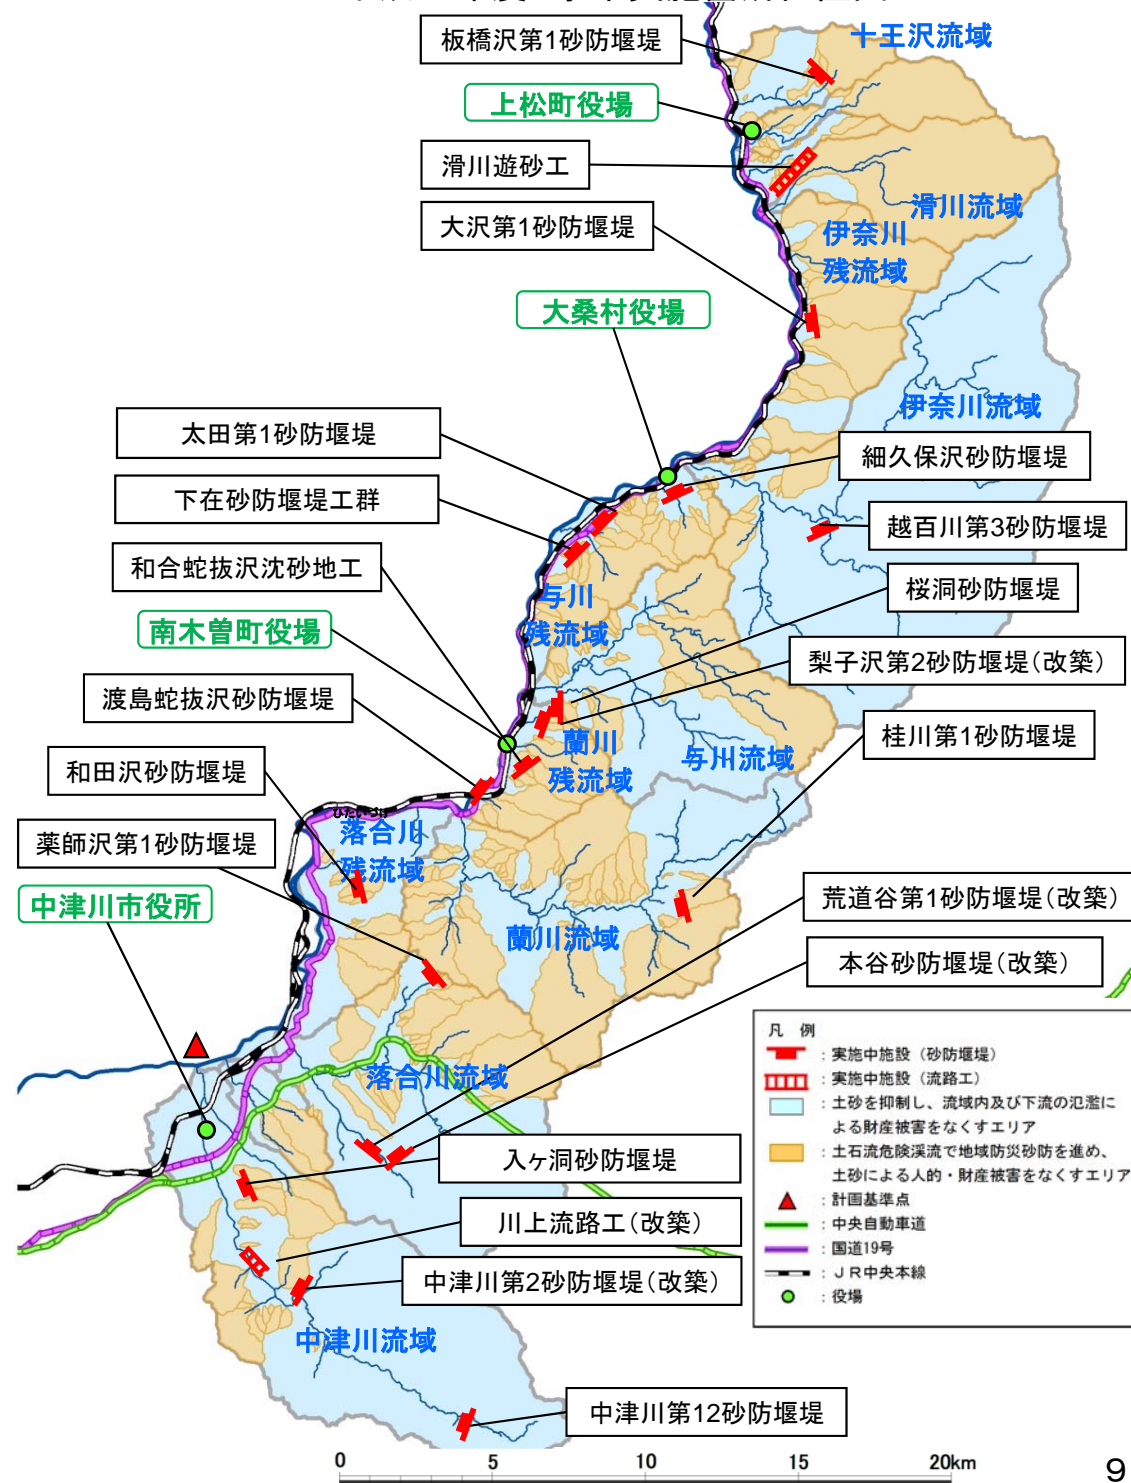 板橋沢第1砂防堰堤
十王沢流域
上松町役場
滑川遊砂工
滑川流域
大沢第1砂防堰堤
伊奈川
残流域
大桑村役場
伊奈川流域
太田第1砂防堰堤
細久保沢砂防堰堤
下在砂防堰堤工群
越百川第3砂防堰堤
和合蛇抜沢沈砂地工
桜洞砂防堰堤
与川
残流域
南木曽町役場
梨子沢第2砂防堰堤(改築)
渡島蛇抜沢砂防堰堤
桂川第1砂防堰堤
蘭川
残流域
与川流域
和田沢砂防堰堤
落合川
残流域
薬師沢第1砂防堰堤
荒道谷第1砂防堰堤(改築)
中津川市役所
蘭川流域
本谷砂防堰堤(改築)
落合川流域
入ヶ洞砂防堰堤
川上流路工(改築)
中津川第2砂防堰堤(改築)
中津川流域
中津川第12砂防堰堤
凡 例
:実施中施設(砂防堰堤)
:実施中施設(流路工)
:土砂を抑制し、流域内及び下流の氾濫に
よる財産被害をなくすエリア
:土石流危険渓流で地域防災砂防を進め、
土砂による人的・財産被害をなくすエリア
:計画基準点
:中央自動車道
:国道19号
:JR中央本線
:役場
0 5 10 15 20km
9